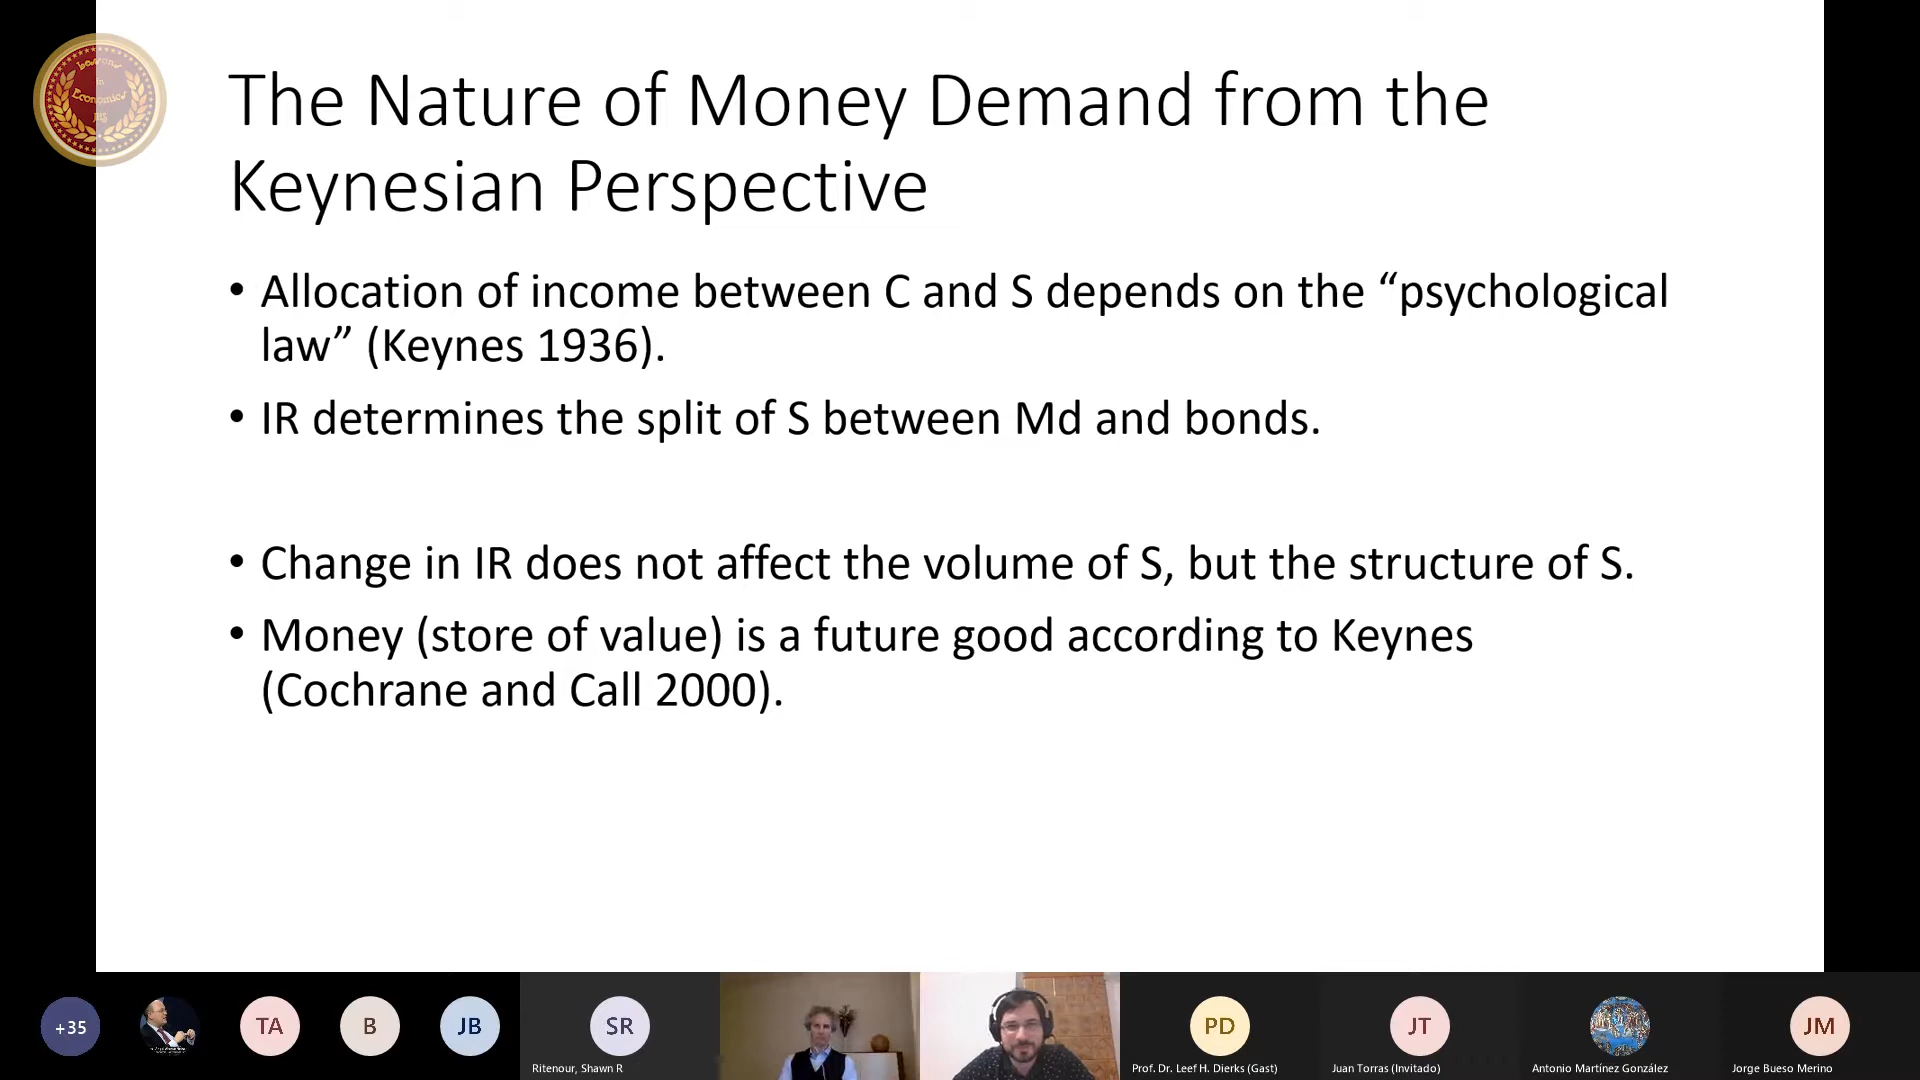 Lessons
in
Economics
JHS
The Nature of Money Demand from the
Keynesian Perspective
• Allocation of income between C and S depends on the “psychological
law” (Keynes 1936).
• IR determines the split of S between Md and bonds.
• Change in IR does not affect the volume of S, but the structure of S.
• Money (store of value) is a future good according to Keynes
(Cochrane and Call 2000).
+35
TA
B
JB
SR
Ritenour, Shawn R
PD
Prof. Dr. Leef H. Dierks (Gast)
JT
Juan Torras (Invitado)
Antonio Martínez González
JM
Jorge Bueso Merino